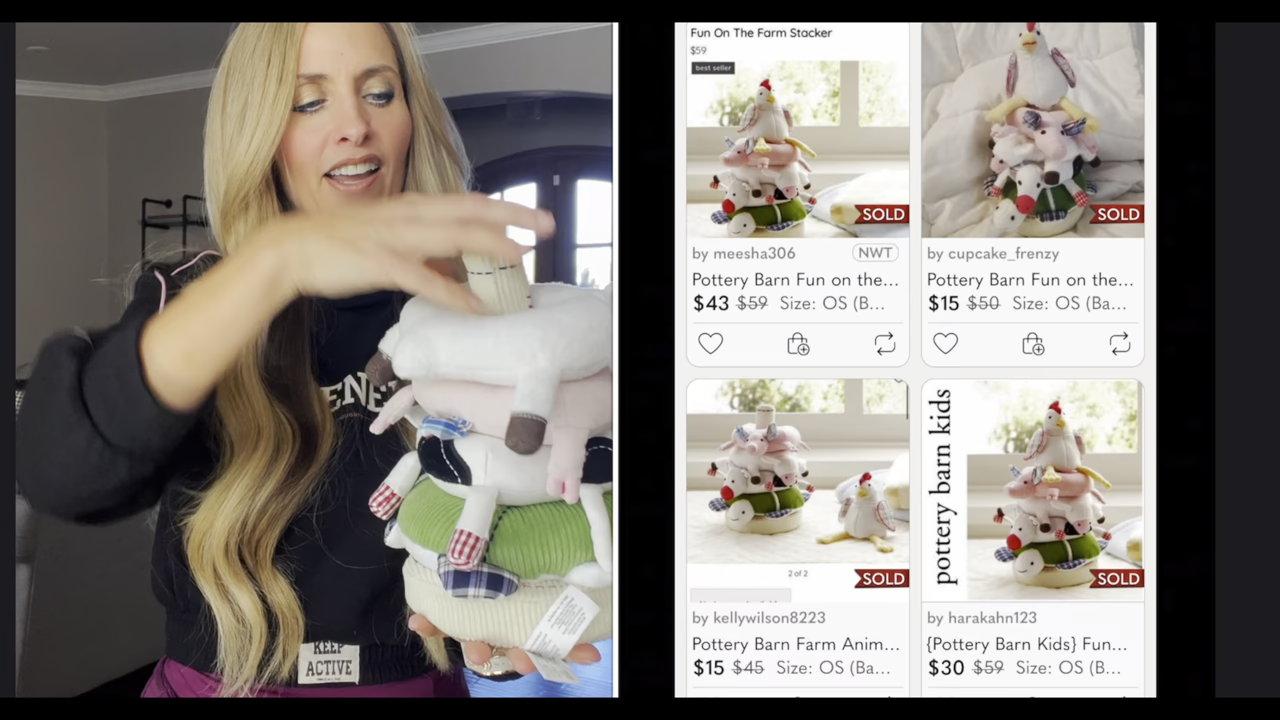 KEEP
ACTIVE
Fun On The Farm Stacker
$59
best seller
SOLD
SOLD
by meesha306
NWT
by cupcake_frenzy
Pottery Barn Fun on the...
Pottery Barn Fun on the...
$43 $59 Size: OS (B...
$15 $50 Size: OS (Ba...
2 of 2
SOLD
pottery barn kids
SOLD
by kellywilson8223
by harakahn123
Pottery Barn Farm Anim...
{Pottery Barn Kids} Fun...
$15 $45 Size: OS (Ba...
$30 $59 Size: OS (B...